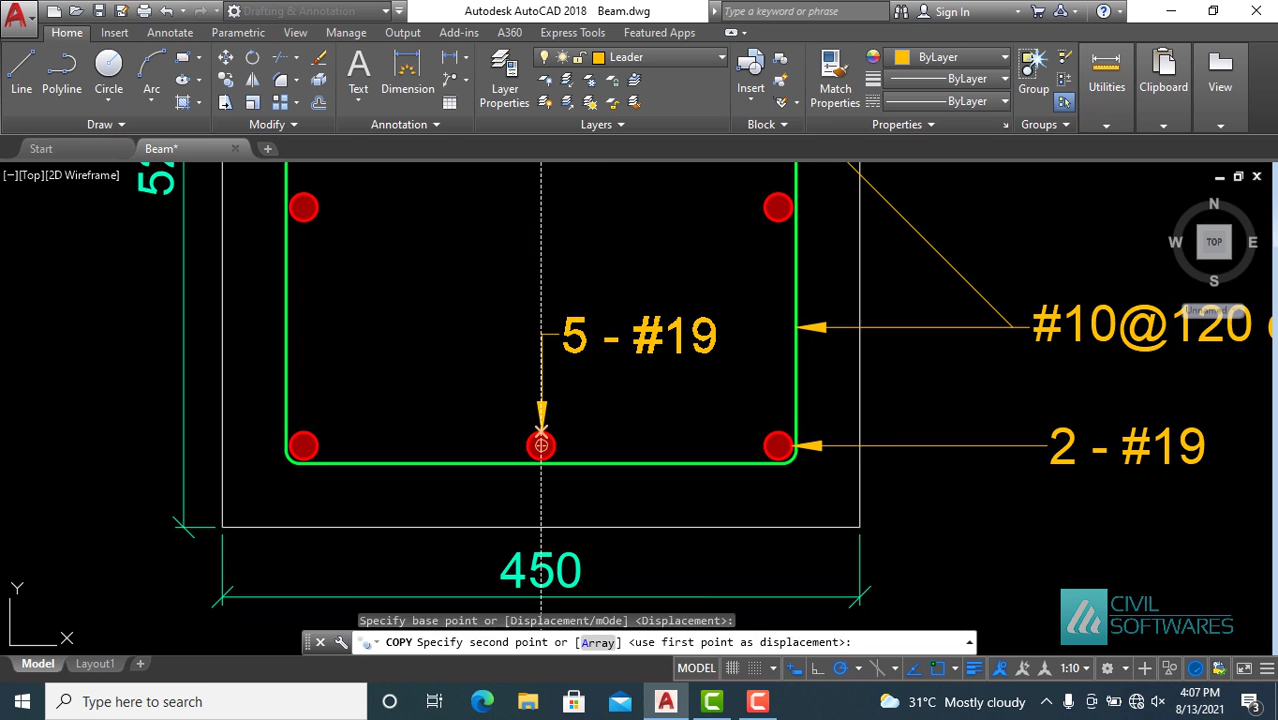 Drafting & Annotation
Autodesk AutoCAD 2018 Beam.dwg
Type a keyword or phrase
Sign In
Home Insert Annotate Parametric View Manage Output Add-ins A360 Express Tools Featured Apps
Leader
ByLayer
ByLayer
ByLayer
Line Polyline Circle Arc Text Dimension Layer Properties Insert Match Properties Group Utilities Clipboard View
Draw Modify Annotation Layers Block Properties Groups
Start Beam*
[−][Top][2D Wireframe]
N
W TOP E
S
Unnamed
5 - #19
#10@120
2 - #19
450
Y
X
CIVIL
SOFTWARES
Specify base point or [Displacement/mOde] <Displacement>:
COPY Specify second point or [Array] <use first point as displacement>:
Model Layout1
MODEL 1:10
Type here to search
31°C Mostly cloudy
4:07 PM
8/13/2021
3